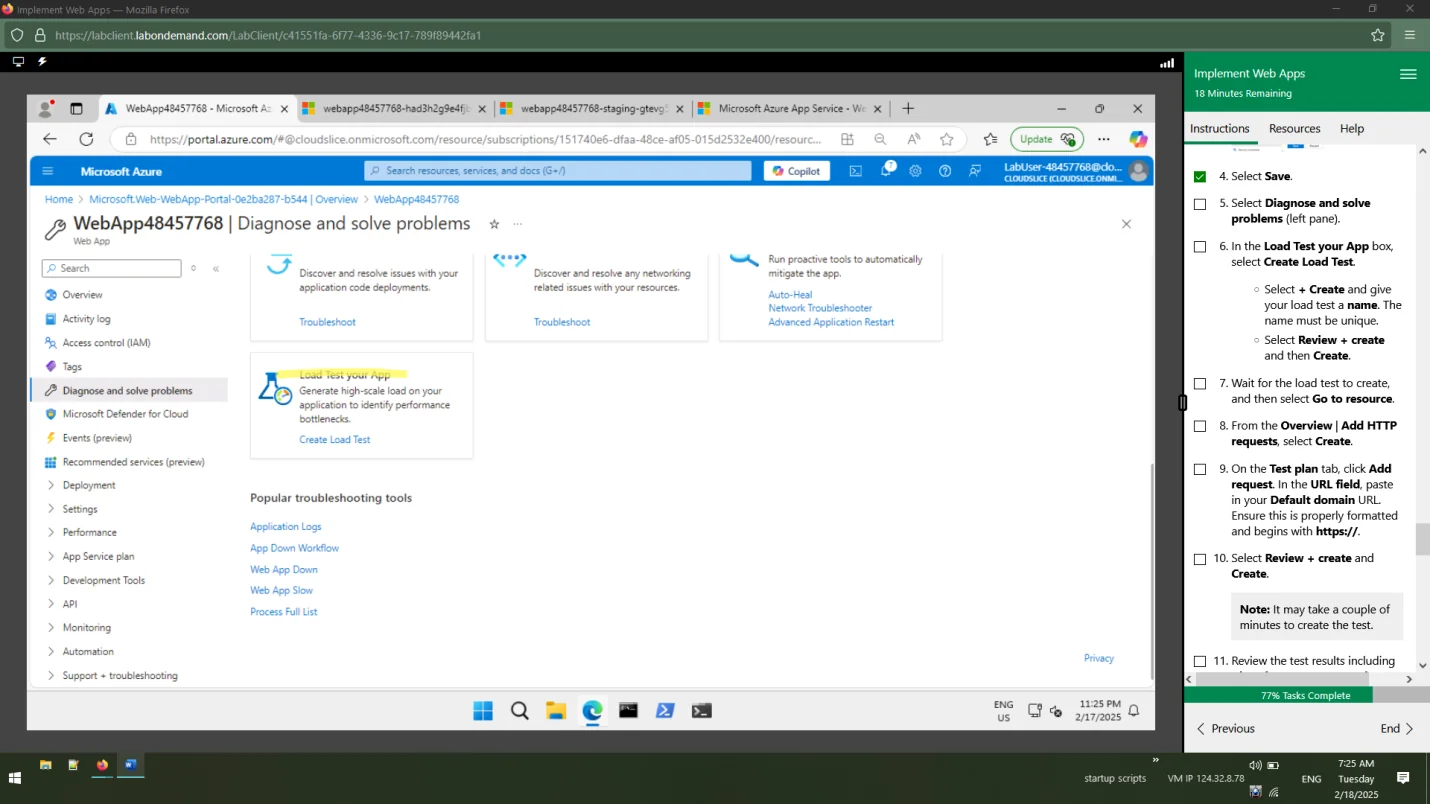 Implement Web Apps — Mozilla Firefox
https://labclient.labondemand.com/LabClient/c41551fa-6f77-4336-9c17-789f89442fa1
WebApp48457768 - Microsoft Az
webapp48457768-had3h2g9e4fjb
webapp48457768-staging-gtevg5
Microsoft Azure App Service - We
https://portal.azure.com/#@cloudslice.onmicrosoft.com/resource/subscriptions/151740e6-dfaa-48ce-af05-015d2532e400/resourc...
Update
Microsoft Azure
Search resources, services, and docs (G+/)
Copilot
7
LabUser-48457768@clo...
CLOUDSLICE (CLOUDSLICE.ONMI...
Home > Microsoft.Web-WebApp-Portal-0e2ba287-b544 | Overview > WebApp48457768
WebApp48457768 | Diagnose and solve problems
Web App
Search
Overview
Activity log
Access control (IAM)
Tags
Diagnose and solve problems
Microsoft Defender for Cloud
Events (preview)
Recommended services (preview)
Deployment
Settings
Performance
App Service plan
Development Tools
API
Monitoring
Automation
Support + troubleshooting
Discover and resolve issues with your
application code deployments.
Troubleshoot
Discover and resolve any networking
related issues with your resources.
Troubleshoot
Run proactive tools to automatically
mitigate the app.
Auto-Heal
Network Troubleshooter
Advanced Application Restart
Load Test your App
Generate high-scale load on your
application to identify performance
bottlenecks.
Create Load Test
Popular troubleshooting tools
Application Logs
App Down Workflow
Web App Down
Web App Slow
Process Full List
Privacy
ENG
US
11:25 PM
2/17/2025
Implement Web Apps
18 Minutes Remaining
Instructions
Resources
Help
4. Select Save.
5. Select Diagnose and solve
problems (left pane).
6. In the Load Test your App box,
select Create Load Test.
Select + Create and give
your load test a name. The
name must be unique.
Select Review + create
and then Create.
7. Wait for the load test to create,
and then select Go to resource.
8. From the Overview | Add HTTP
requests, select Create.
9. On the Test plan tab, click Add
request. In the URL field, paste
in your Default domain URL.
Ensure this is properly formatted
and begins with https://.
10. Select Review + create and
Create.
Note: It may take a couple of
minutes to create the test.
11. Review the test results including
77% Tasks Complete
Previous
End
startup scripts
VM IP 124.32.8.78
ENG
7:25 AM
Tuesday
2/18/2025